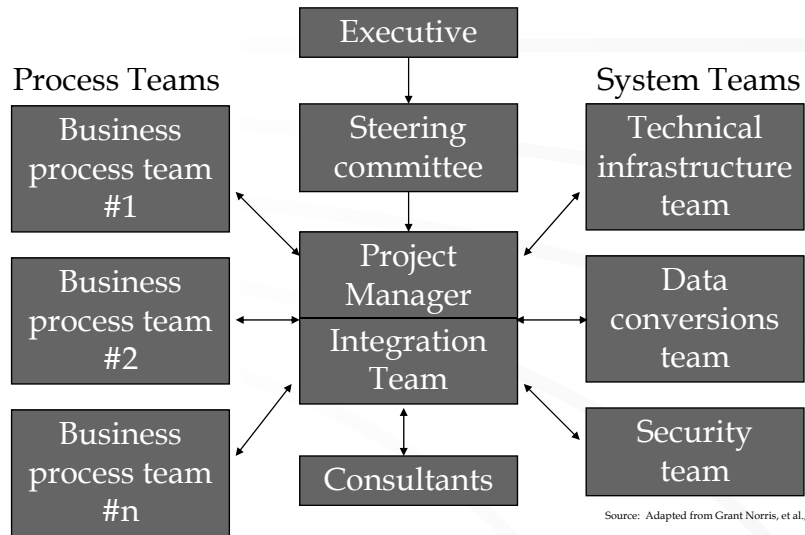 Executive
Process Teams
System Teams
Business
process team
#1
Steering
committee
Technical
infrastructure
team
Project
Manager
Business
process team
#2
Data
conversions
team
Integration
Team
Business
process team
#n
Consultants
Security
team
Source: Adapted from Grant Norris, et al.,